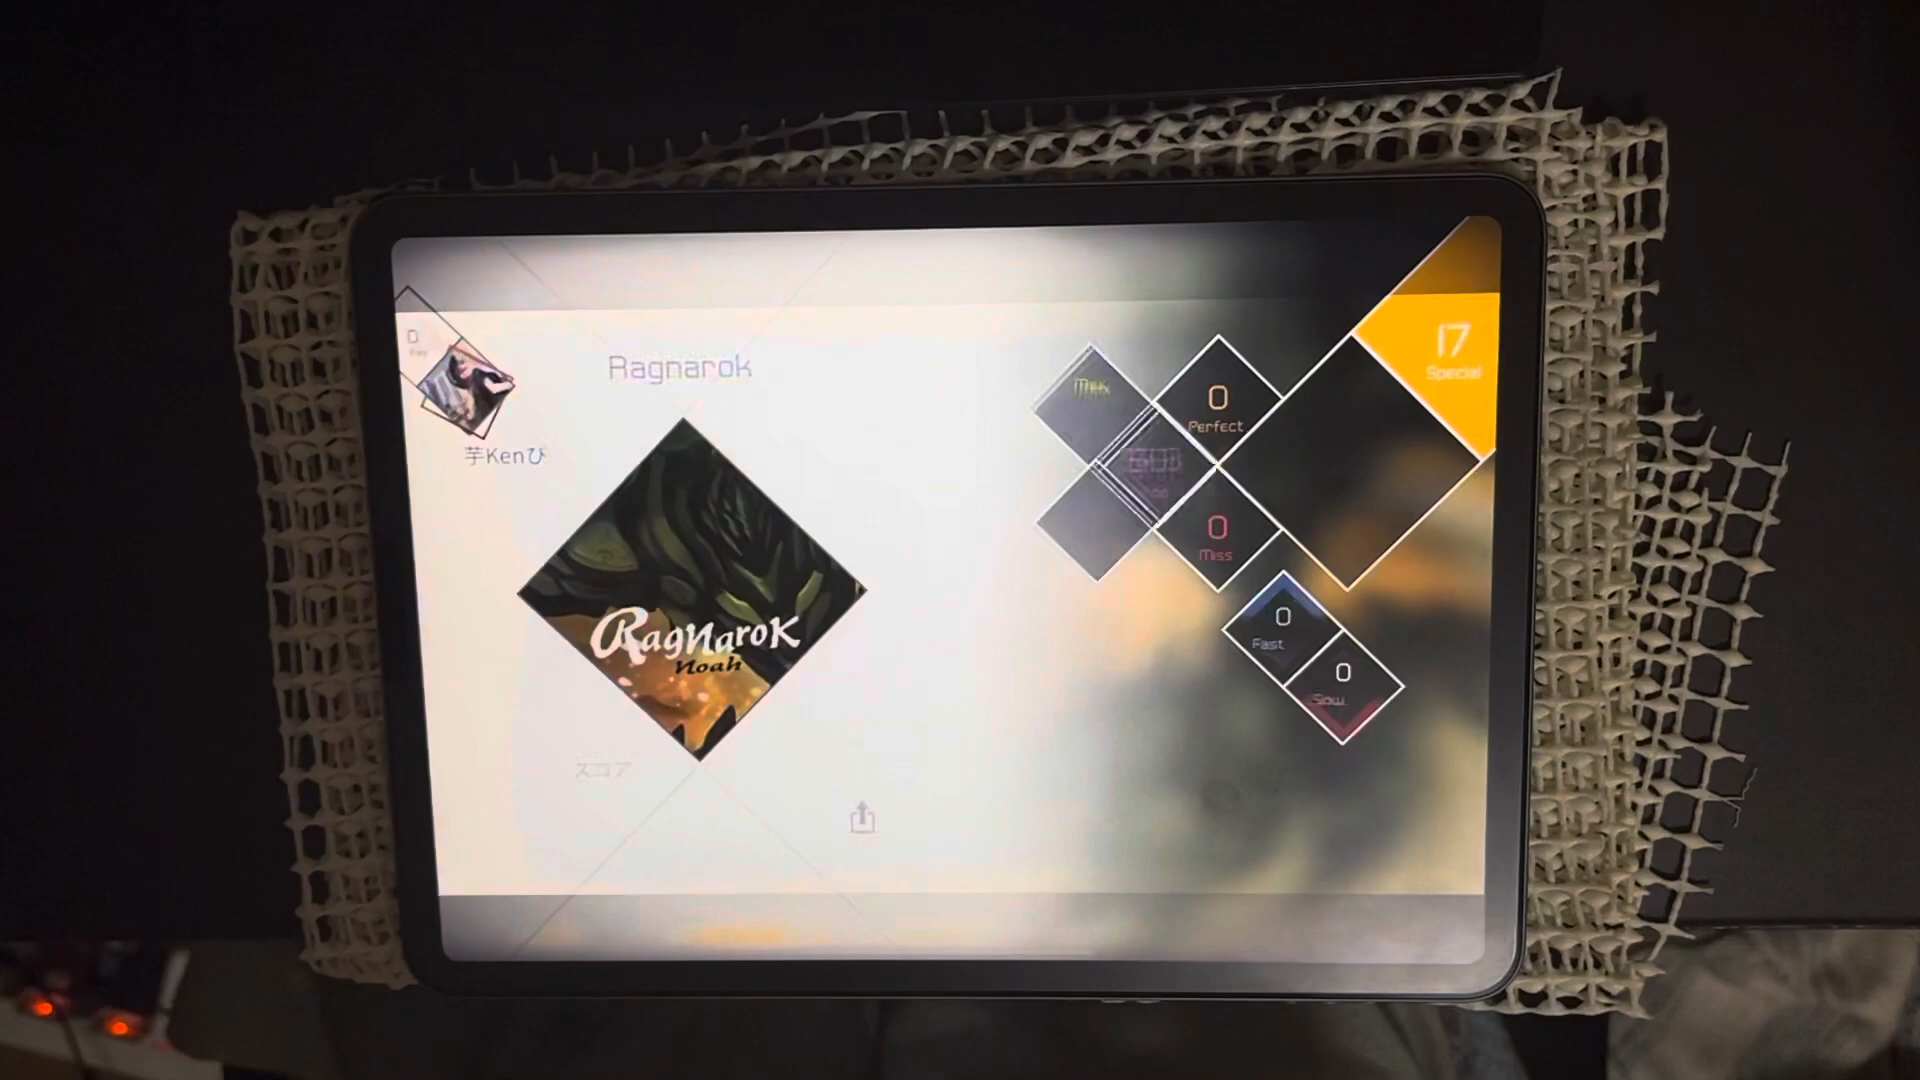 0
Key
芋Kenぴ
Ragnarok
Ragnarok
Noah
スコア
Max
0
Perfect
0
Miss
0
Fast
0
Slow
17
Special